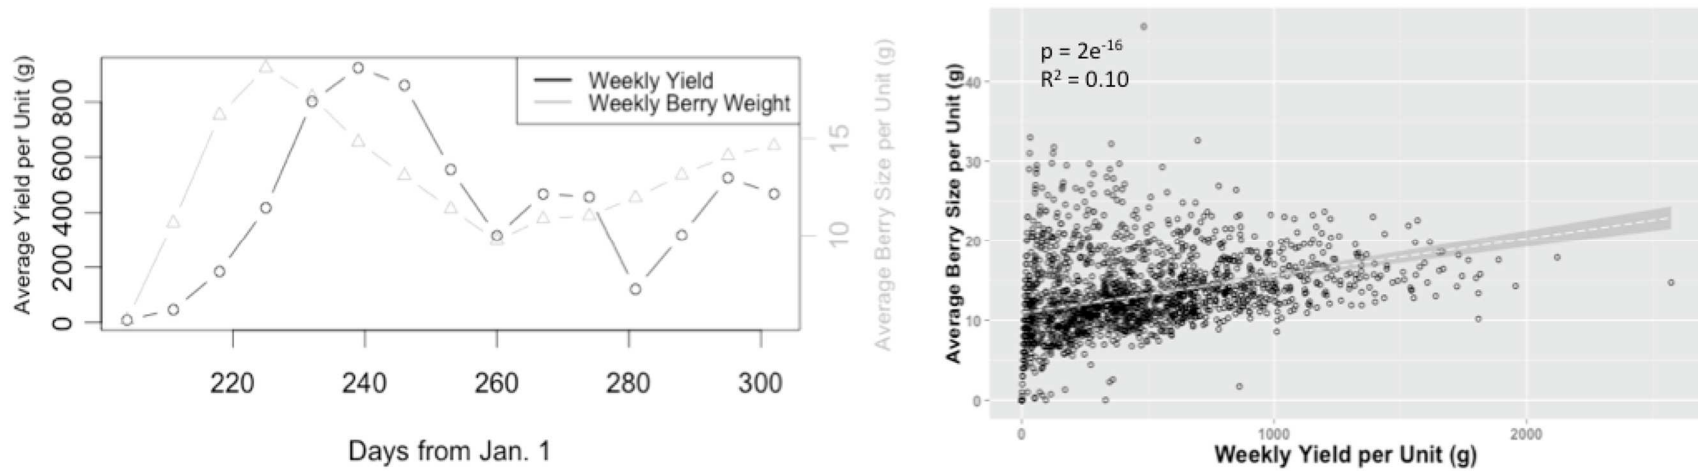 Average Yield per Unit (g)
0 200 400 600 800
Weekly Yield
Weekly Berry Weight
10 15
Average Berry Size per Unit (g)
220 240 260 280 300
Days from Jan. 1
Average Berry Size per Unit (g)
p = 2e-16
R² = 0.10
40
30
20
10
0
0 1000 2000
Weekly Yield per Unit (g)